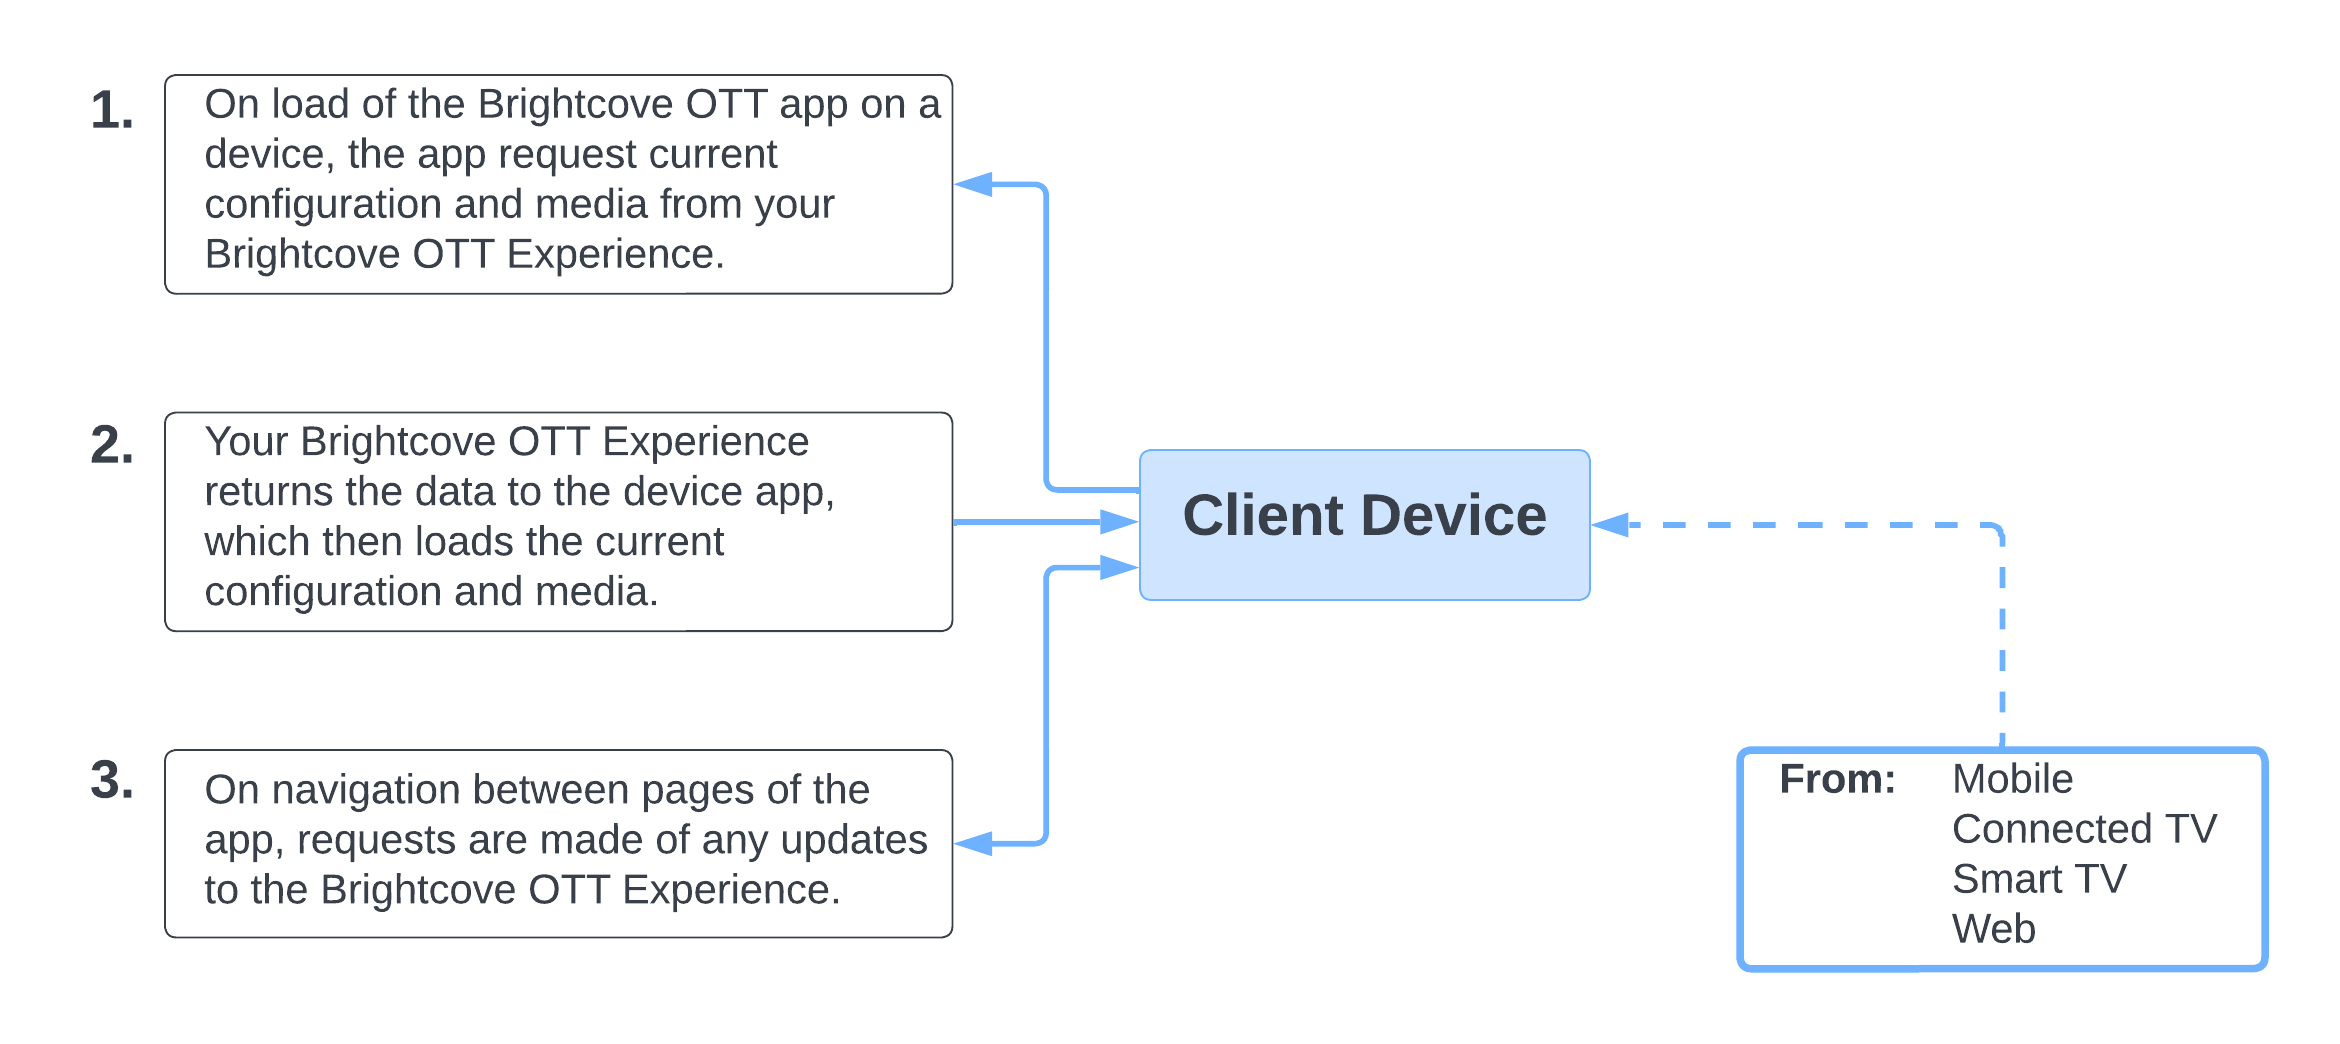 1.
On load of the Brightcove OTT app on a
device, the app request current
configuration and media from your
Brightcove OTT Experience.
2.
Your Brightcove OTT Experience
returns the data to the device app,
which then loads the current
configuration and media.
Client Device
3.
On navigation between pages of the
app, requests are made of any updates
to the Brightcove OTT Experience.
From: Mobile
Connected TV
Smart TV
Web